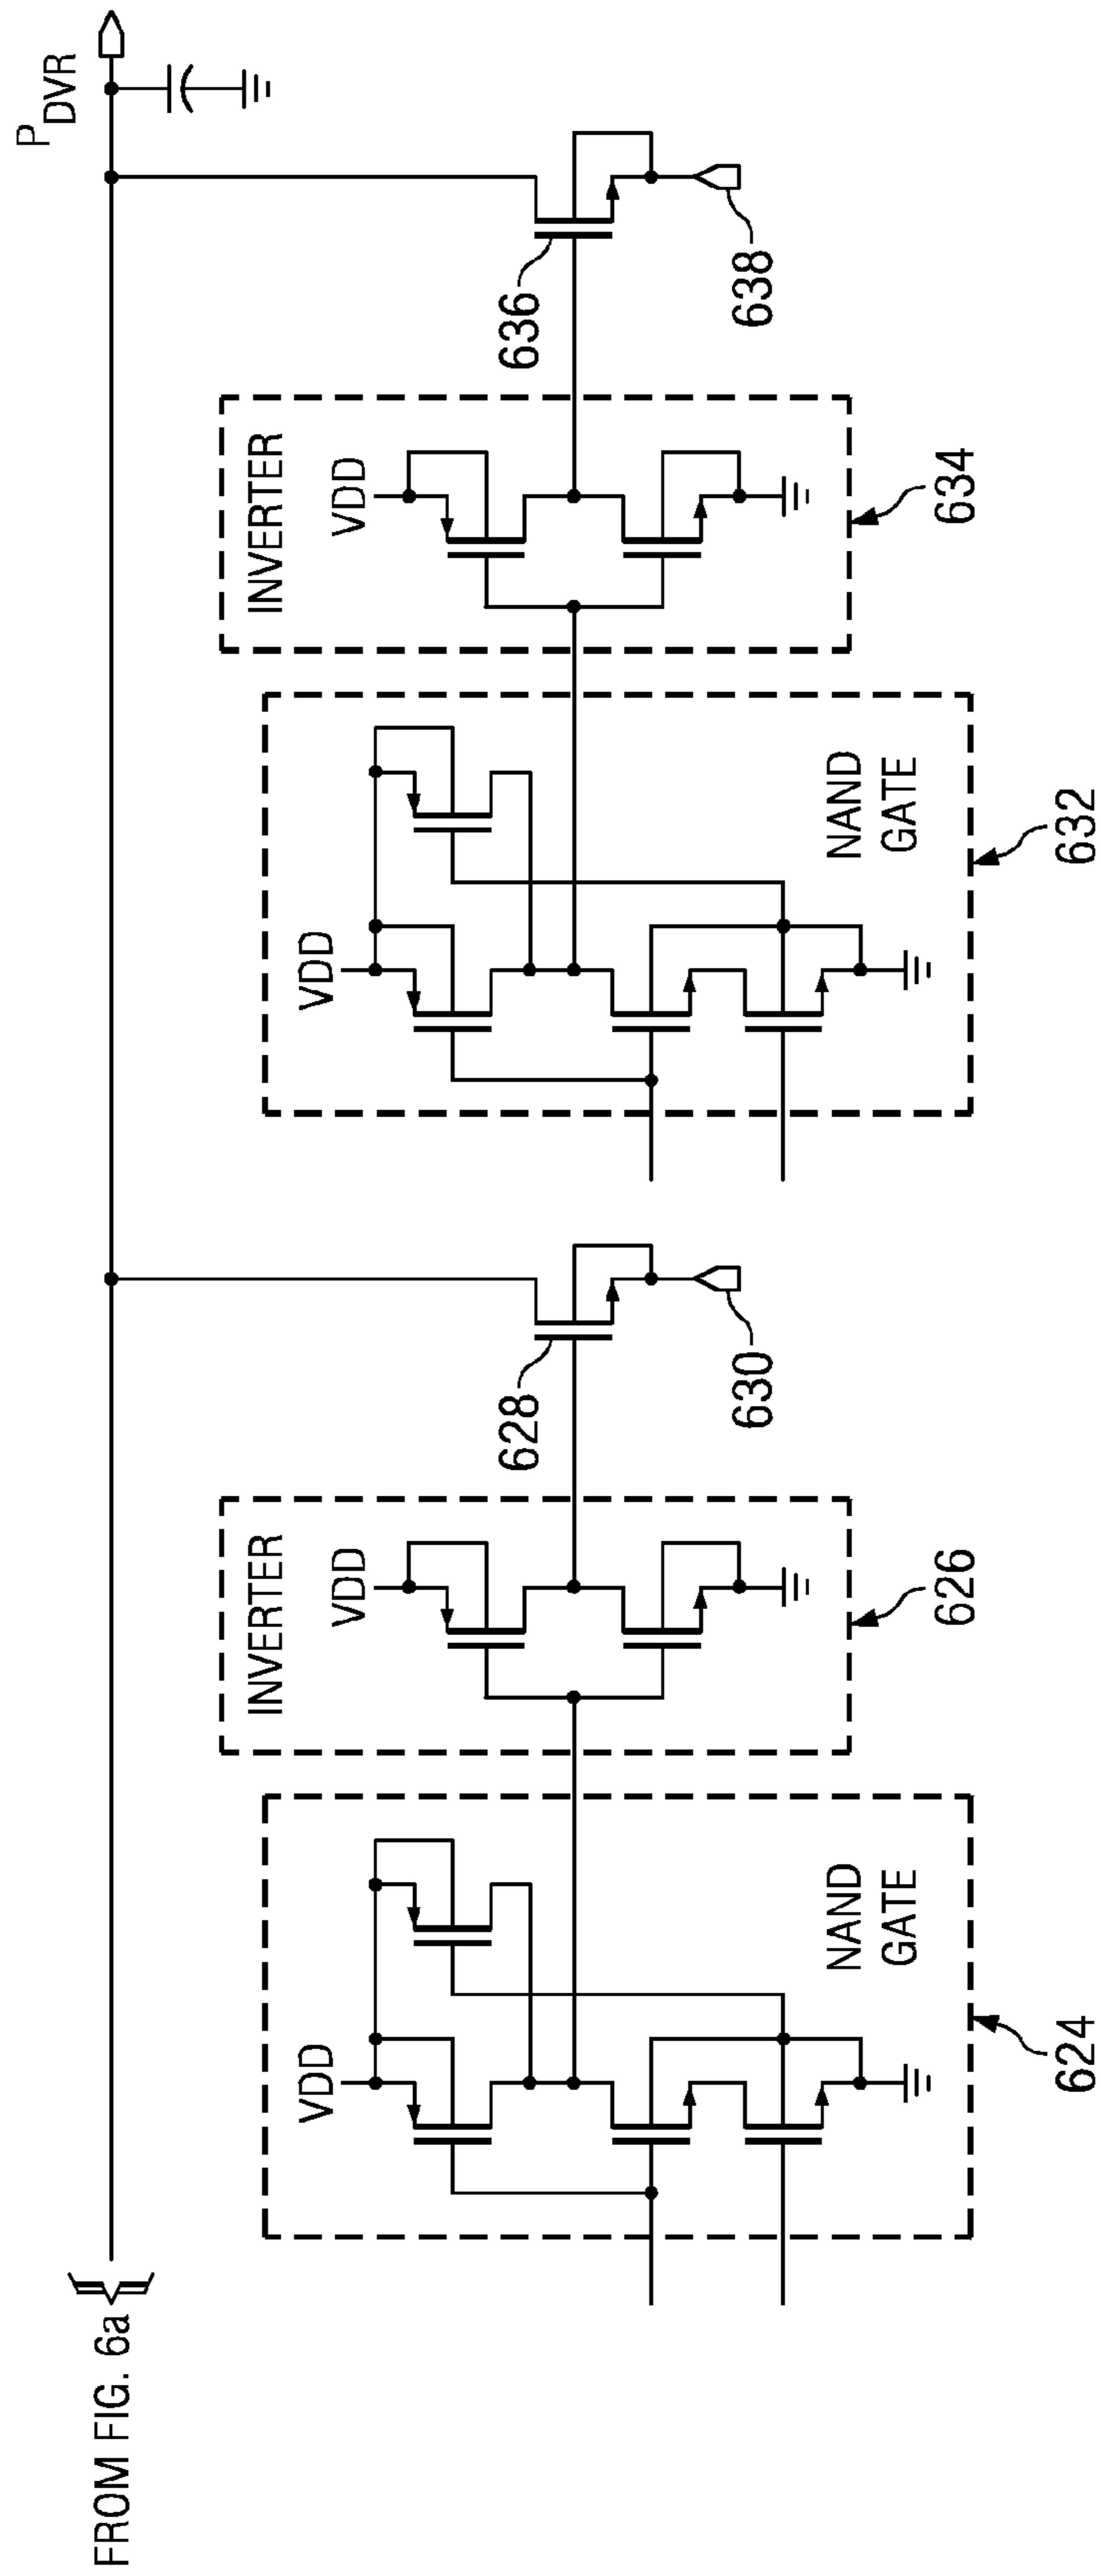 FROM FIG. 6a
P DVR
NAND
GATE
VDD
624
INVERTER
VDD
626
628
630
NAND
GATE
VDD
632
INVERTER
VDD
634
636
638